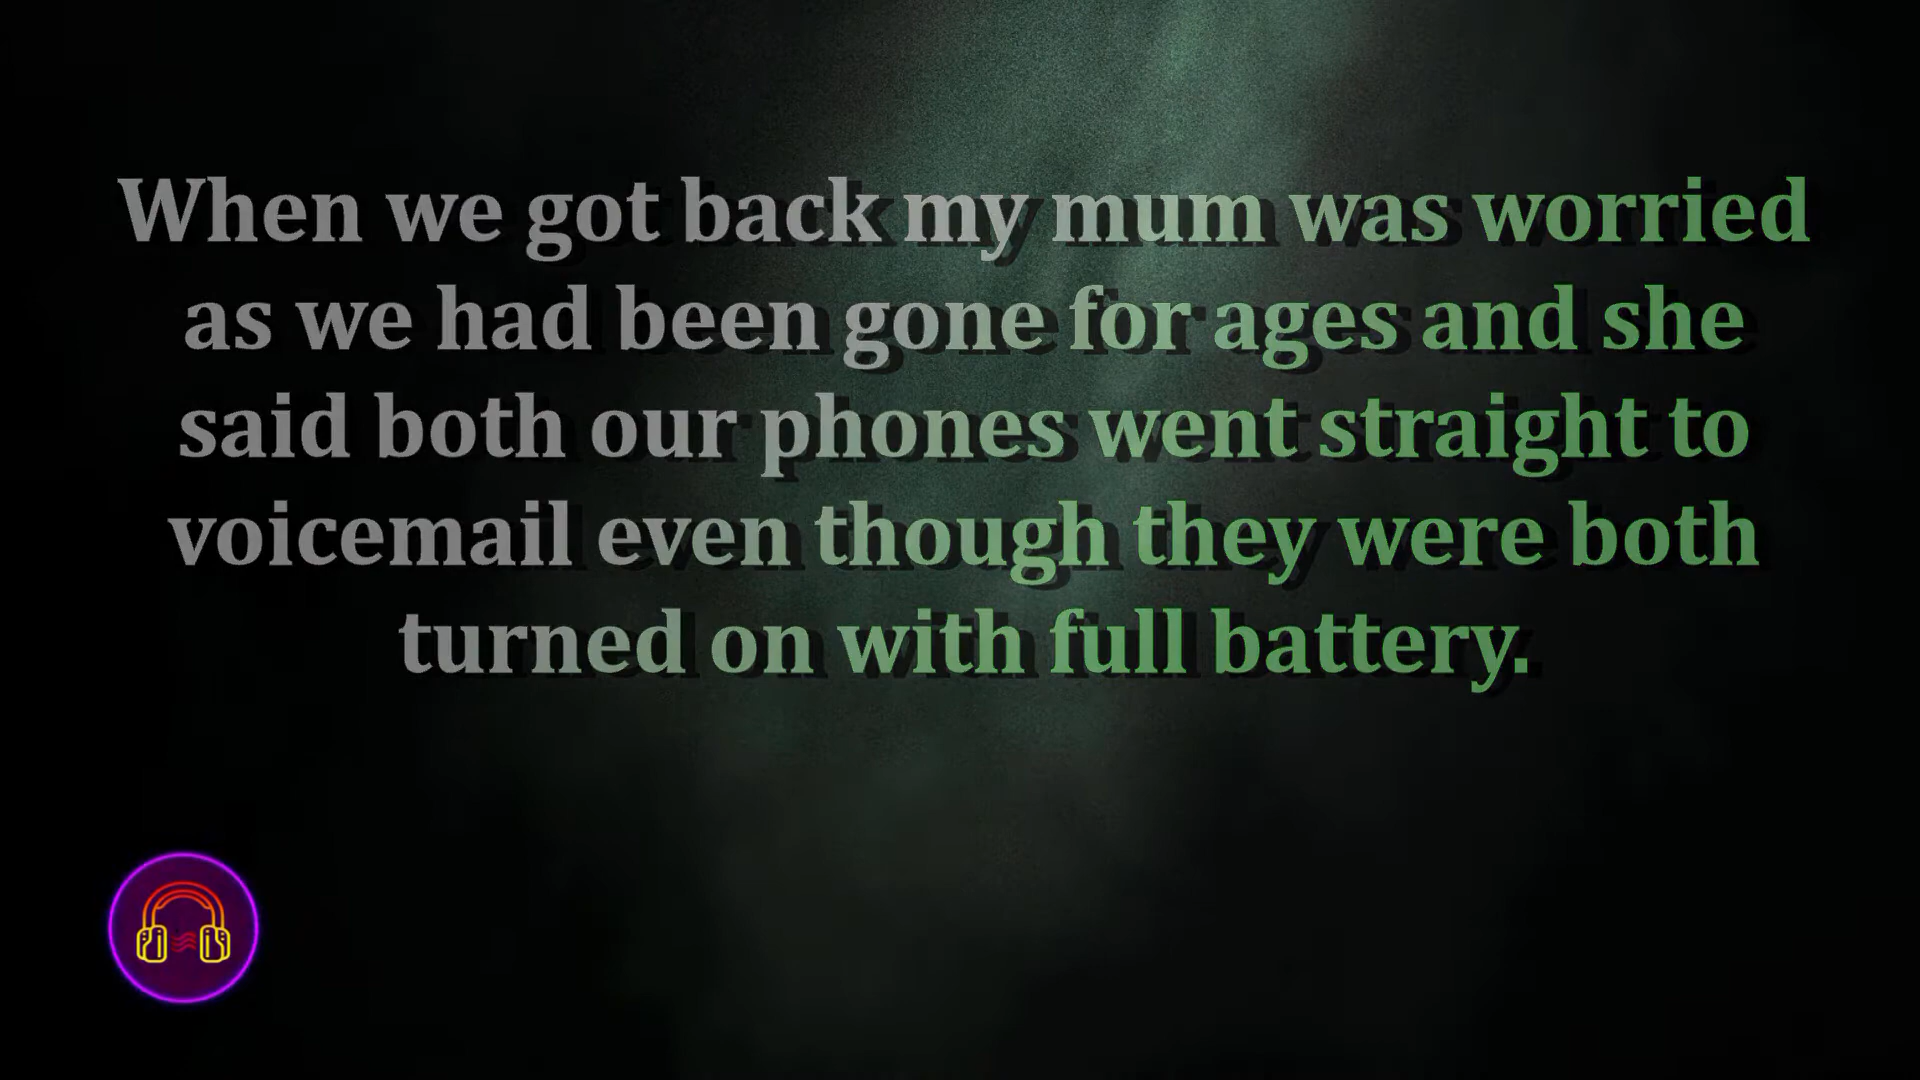 When we got back my mum was worried
as we had been gone for ages and she
said both our phones went straight to
voicemail even though they were both
turned on with full battery.